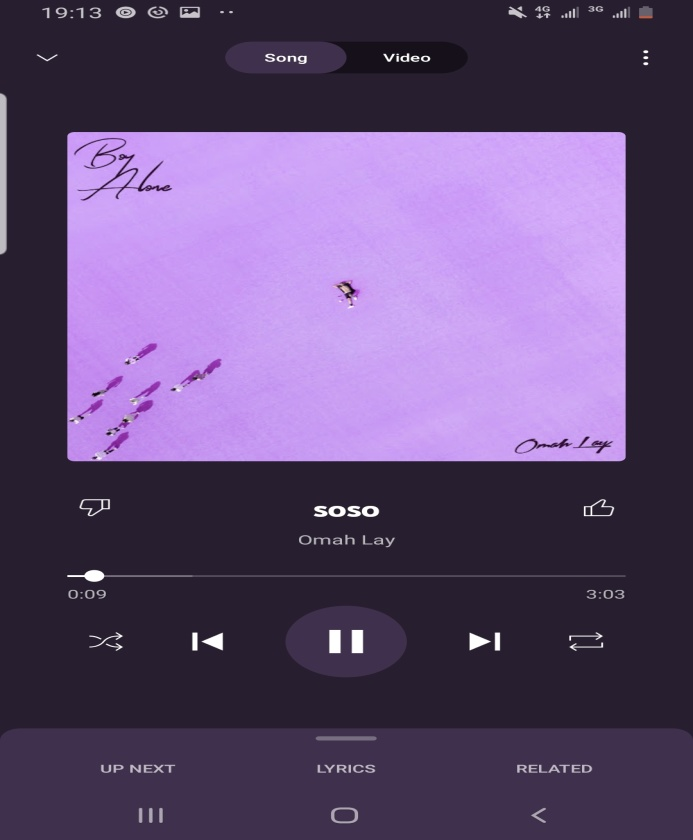 19:13
4G
3G
Song
Video
Boy
Alone
Omah Lay
soso
Omah Lay
0:09
3:03
UP NEXT
LYRICS
RELATED